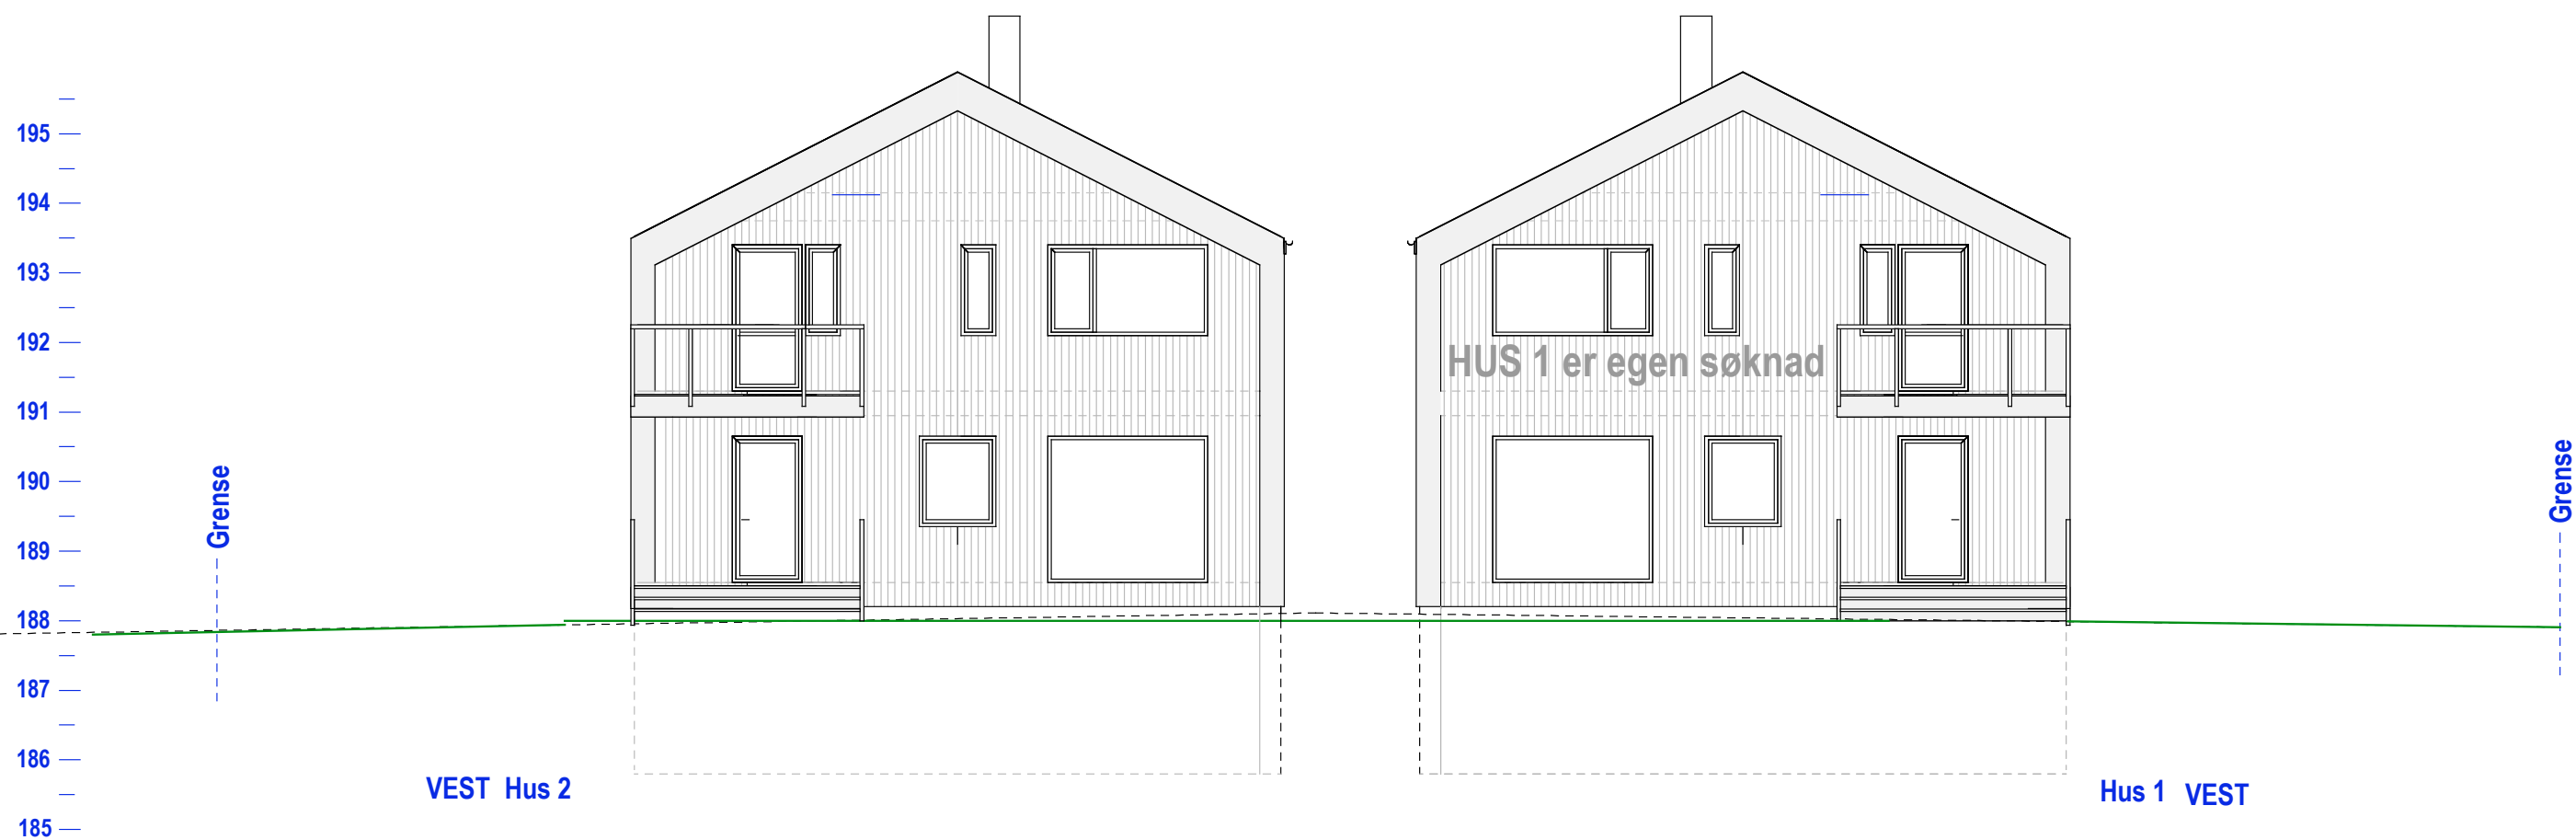 195
194
193
192
191
190
189
188
187
186
185
Grense
HUS 1 er egen søknad
Grense
VEST Hus 2
Hus 1 VEST